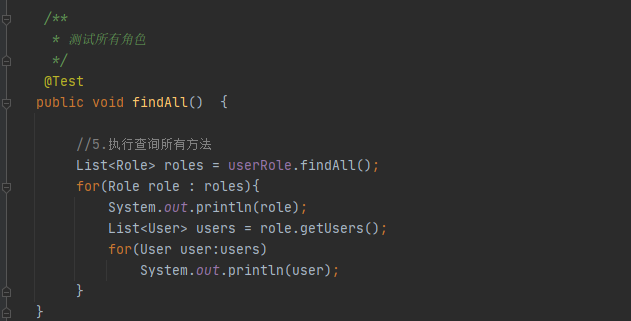 /**
 * 测试所有角色
 */
@Test
public void findAll()  {
//5.执行查询所有方法
List<Role> roles = userRole.findAll();
for(Role role : roles){
System.out.println(role);
List<User> users = role.getUsers();
for(User user:users)
System.out.println(user);
}
}